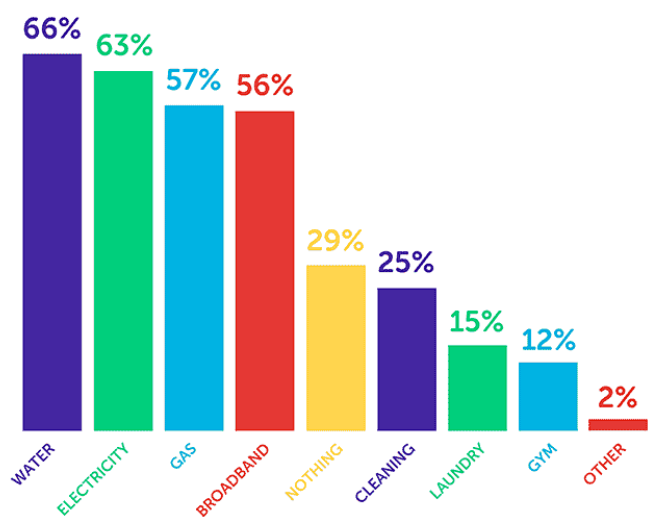 66%
63%
57%
56%
29%
25%
15%
12%
2%
WATER
ELECTRICITY
GAS
BROADBAND
NOTHING
CLEANING
LAUNDRY
GYM
OTHER